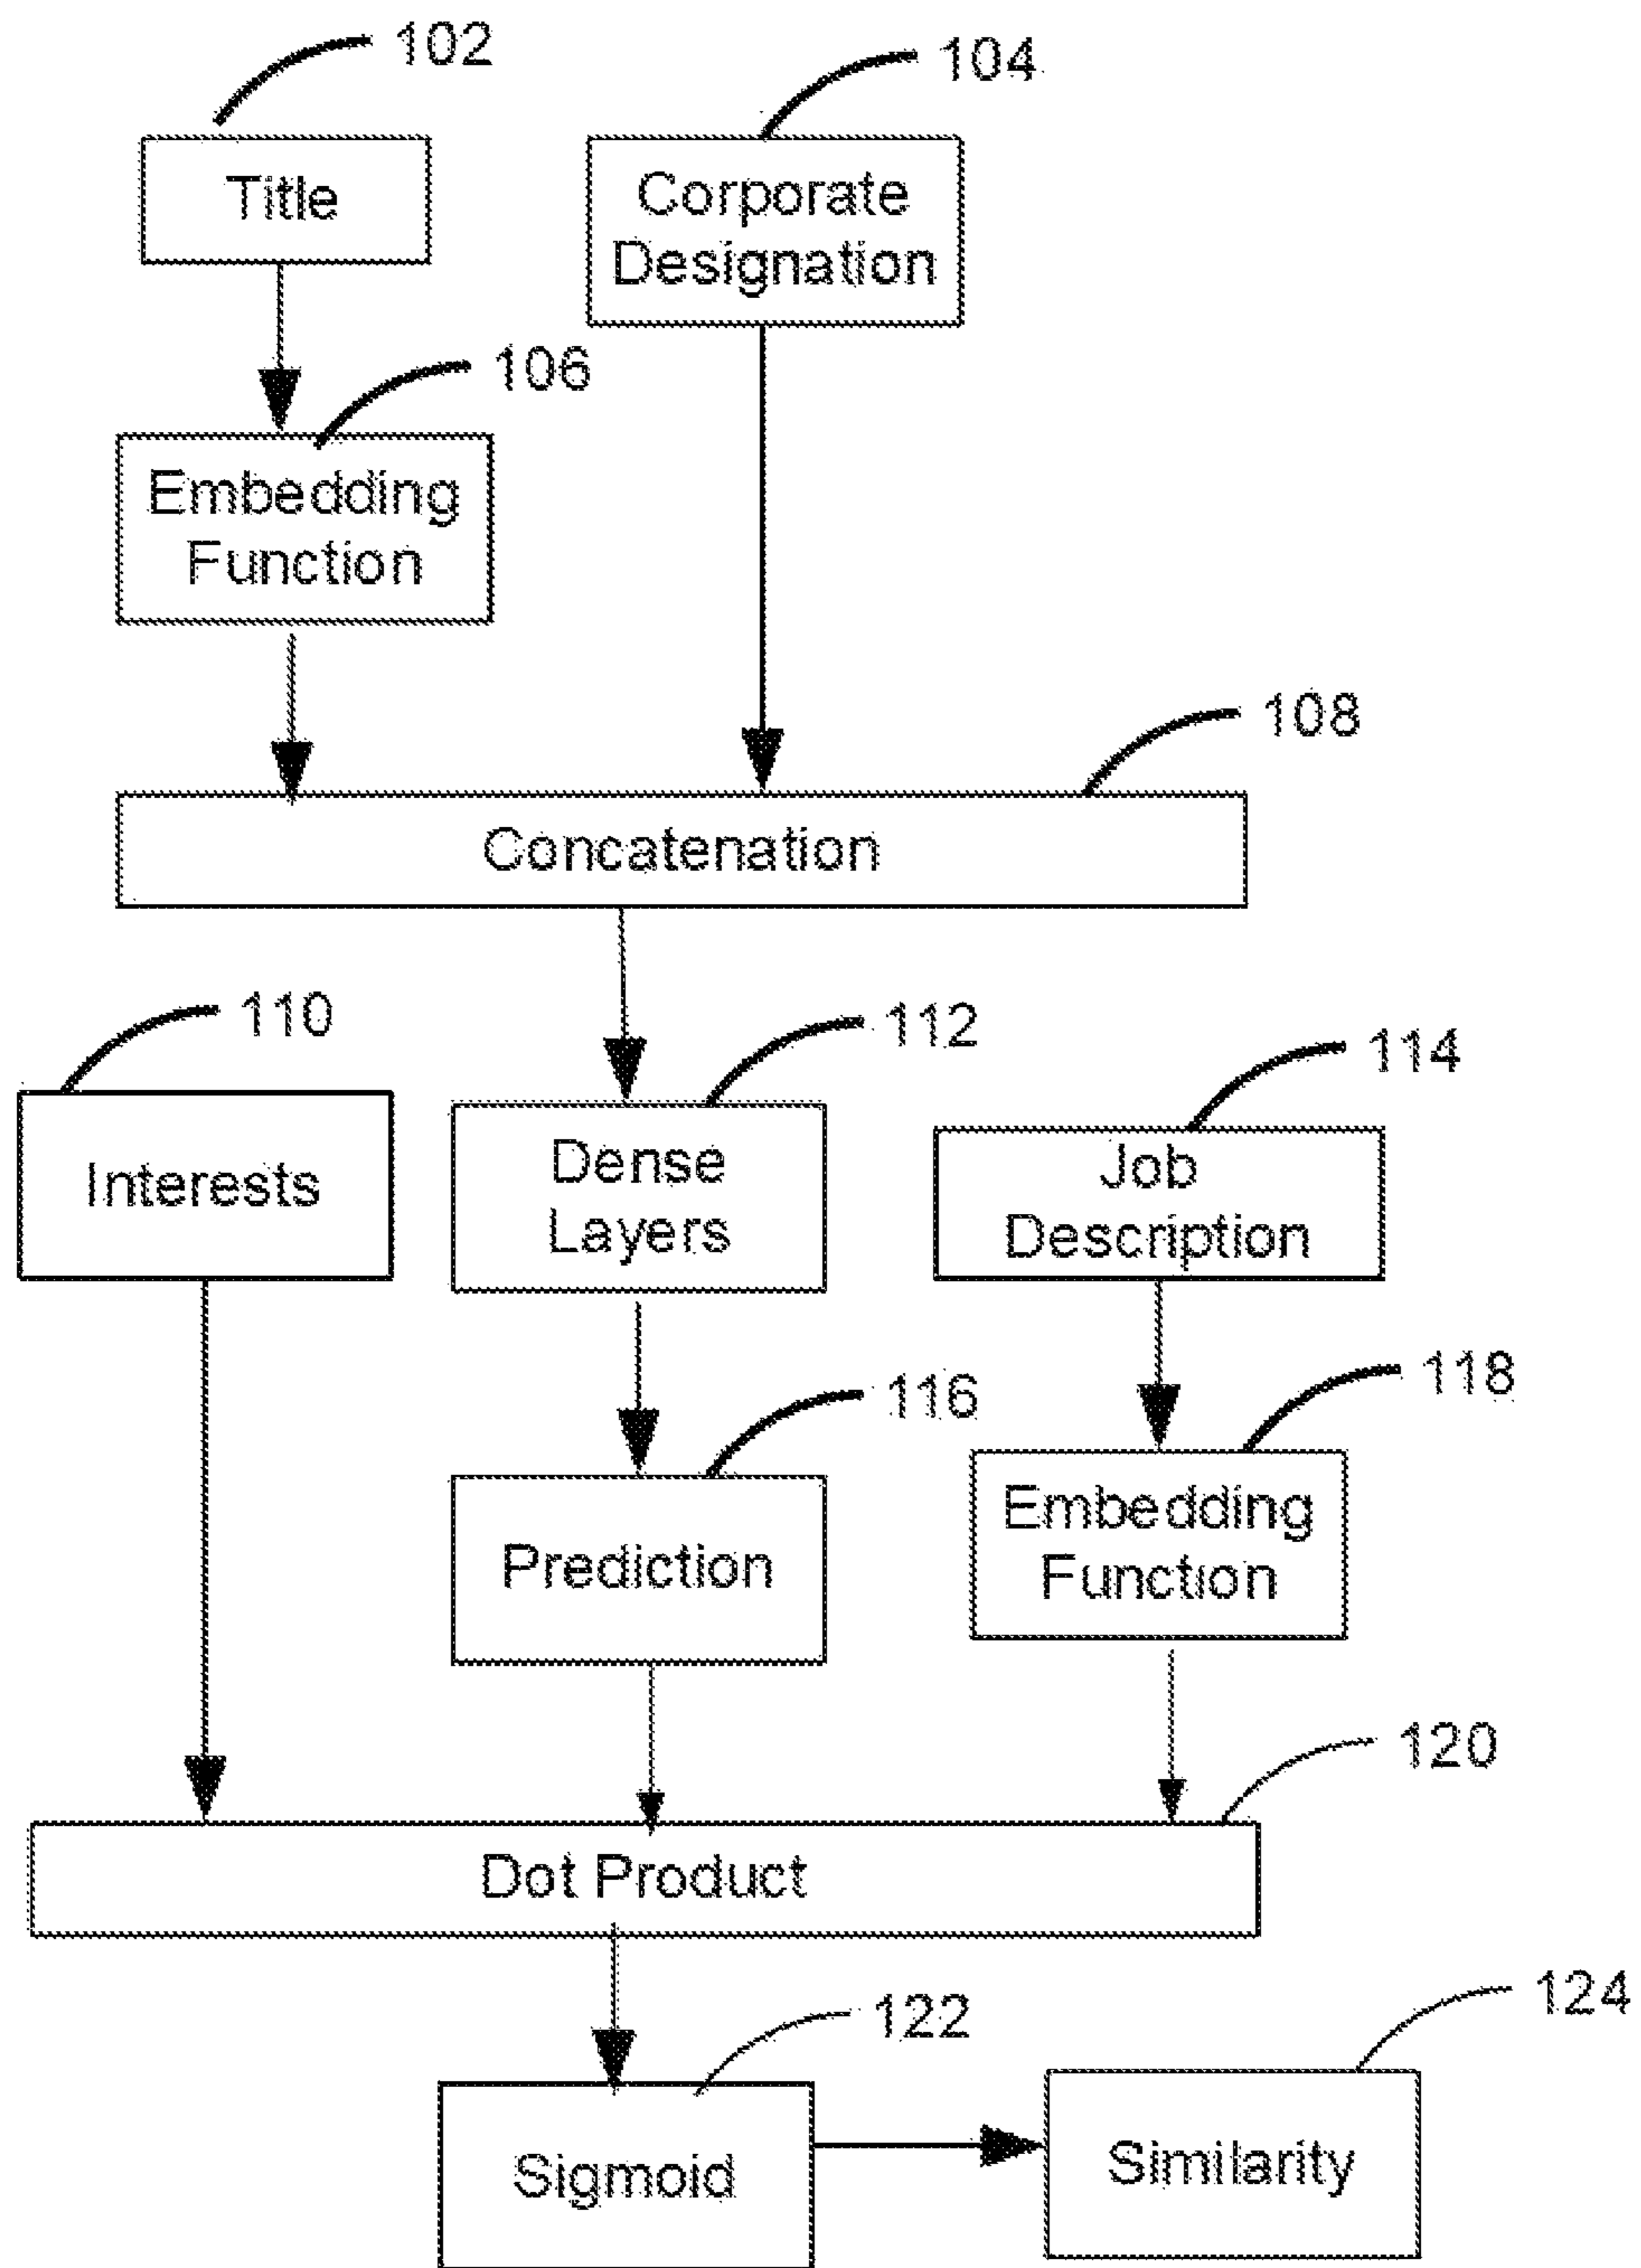 102
104
Title
Corporate
Designation
106
Embedding
Function
108
Concatenation
110
112
114
Interests
Dense
Layers
Job
Description
116
118
Prediction
Embedding
Function
120
Dot Product
122
124
Sigmoid
Similarity